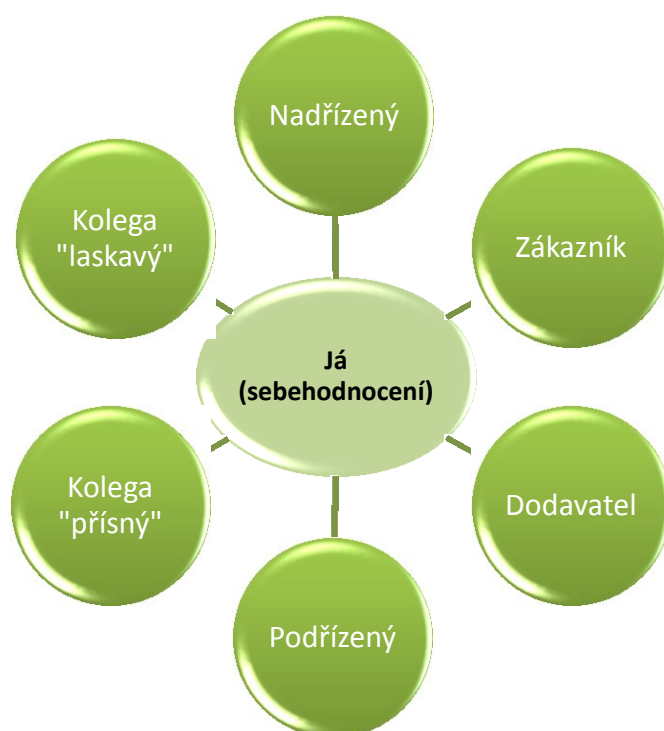 Nadřízený
Kolega
"laskavý"
Zákazník
Já
(sebehodnocení)
Kolega
"přísný"
Dodavatel
Podřízený